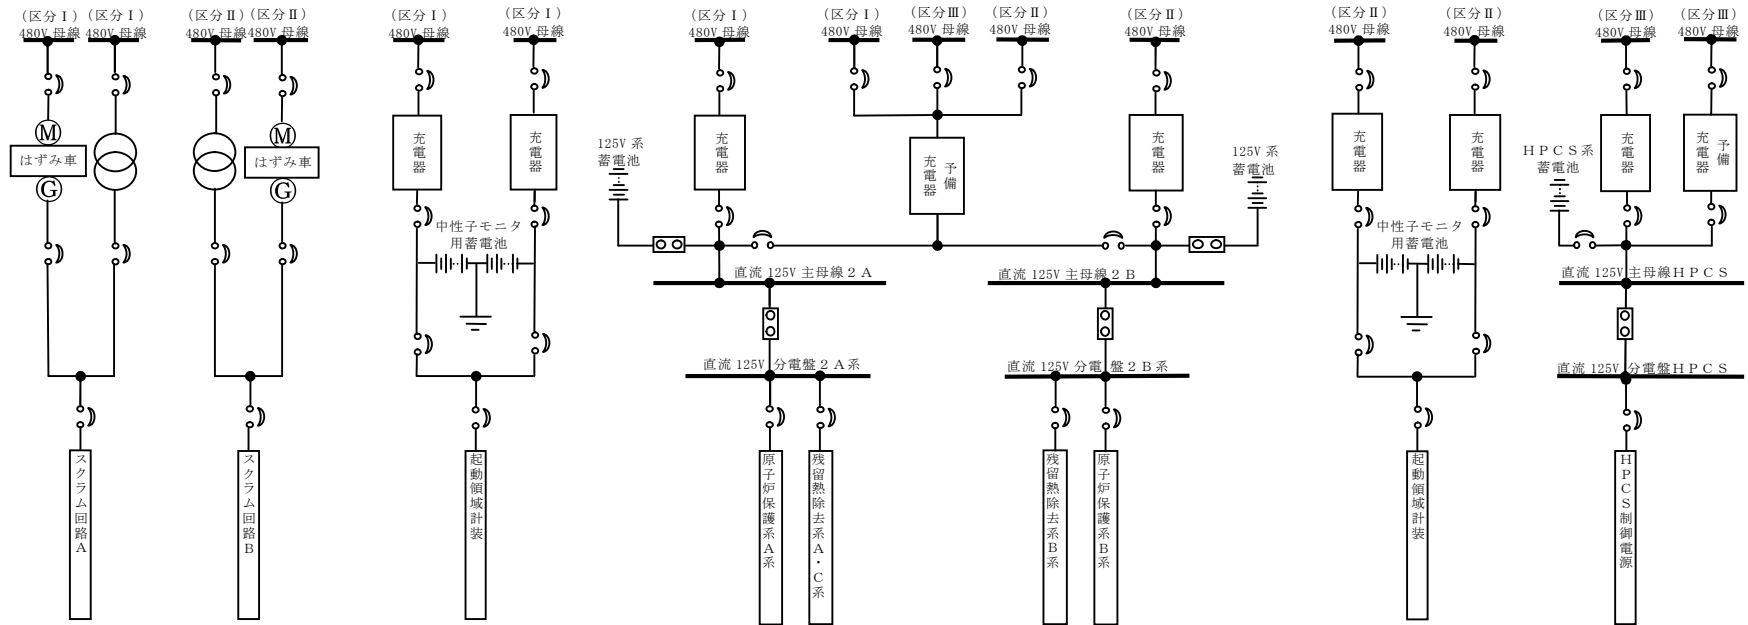 (区分Ⅰ)
480V 母線
(区分Ⅰ)
480V 母線
(区分Ⅱ)
480V 母線
(区分Ⅱ)
480V 母線
(区分Ⅰ)
480V 母線
(区分Ⅰ)
480V 母線
(区分Ⅰ)
480V 母線
(区分Ⅰ)
480V 母線
(区分Ⅲ)
480V 母線
(区分Ⅱ)
480V 母線
(区分Ⅱ)
480V 母線
(区分Ⅱ)
480V 母線
(区分Ⅱ)
480V 母線
(区分Ⅲ)
480V 母線
(区分Ⅲ)
480V 母線
M
はずみ車
G
M
はずみ車
G
充電器
充電器
125V 系
蓄電池
充電器
予備
充電器
充電器
125V 系
蓄電池
充電器
充電器
HPCS系
蓄電池
充電器
予備
充電器
中性子モニタ
用蓄電池
中性子モニタ
用蓄電池
直流 125V 主母線2A
直流 125V 主母線2B
直流 125V 主母線HPCS
直流 125V 分電盤2A系
直流 125V 分電盤2B系
直流 125V 分電盤HPCS
スクラム回路A
スクラム回路B
起動領域計装
原子炉保護系A系
残留熱除去系A・C系
残留熱除去系B系
原子炉保護系B系
起動領域計装
HPCS制御電源